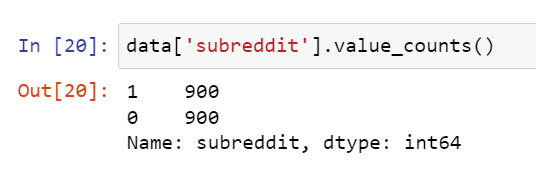 In [20]: data['subreddit'].value_counts()
Out[20]: 1    900
0    900
Name: subreddit, dtype: int64